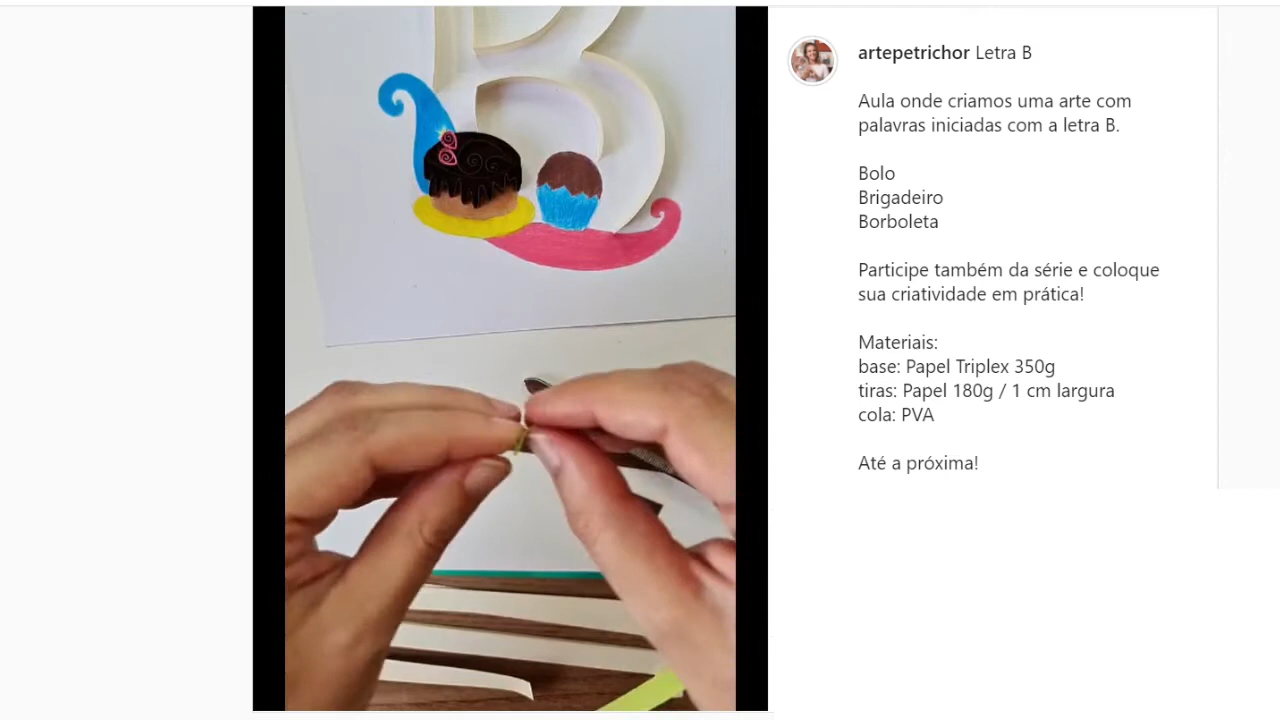 artepetrichor Letra B
Aula onde criamos uma arte com
palavras iniciadas com a letra B.
Bolo
Brigadeiro
Borboleta
Participe também da série e coloque
sua criatividade em prática!
Materiais:
base: Papel Triplex 350g
tiras: Papel 180g / 1 cm largura
cola: PVA
Até a próxima!